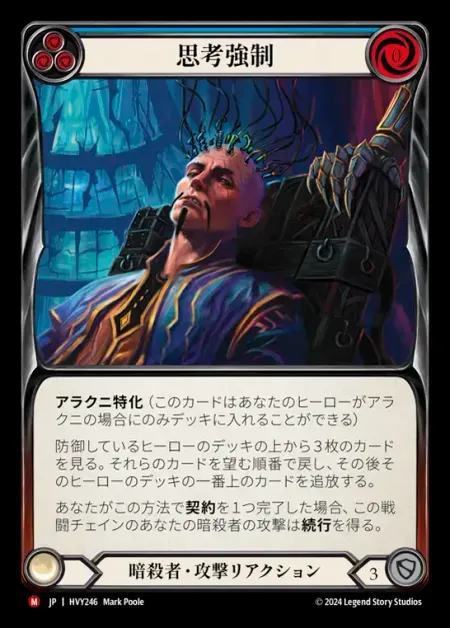 0
思考強制
アラクニ特化（このカードはあなたのヒーローがアラ
クニの場合にのみデッキに入れることができる）
防御しているヒーローのデッキの上から３枚のカード
を見る。それらのカードを望む順番で戻し、その後そ
のヒーローのデッキの一番上のカードを追放する。
あなたがこの方法で契約を１つ完了した場合、この戦
闘チェインのあなたの暗殺者の攻撃は続行を得る。
暗殺者・攻撃リアクション
3
M JP | HVY246 Mark Poole
© 2024 Legend Story Studios